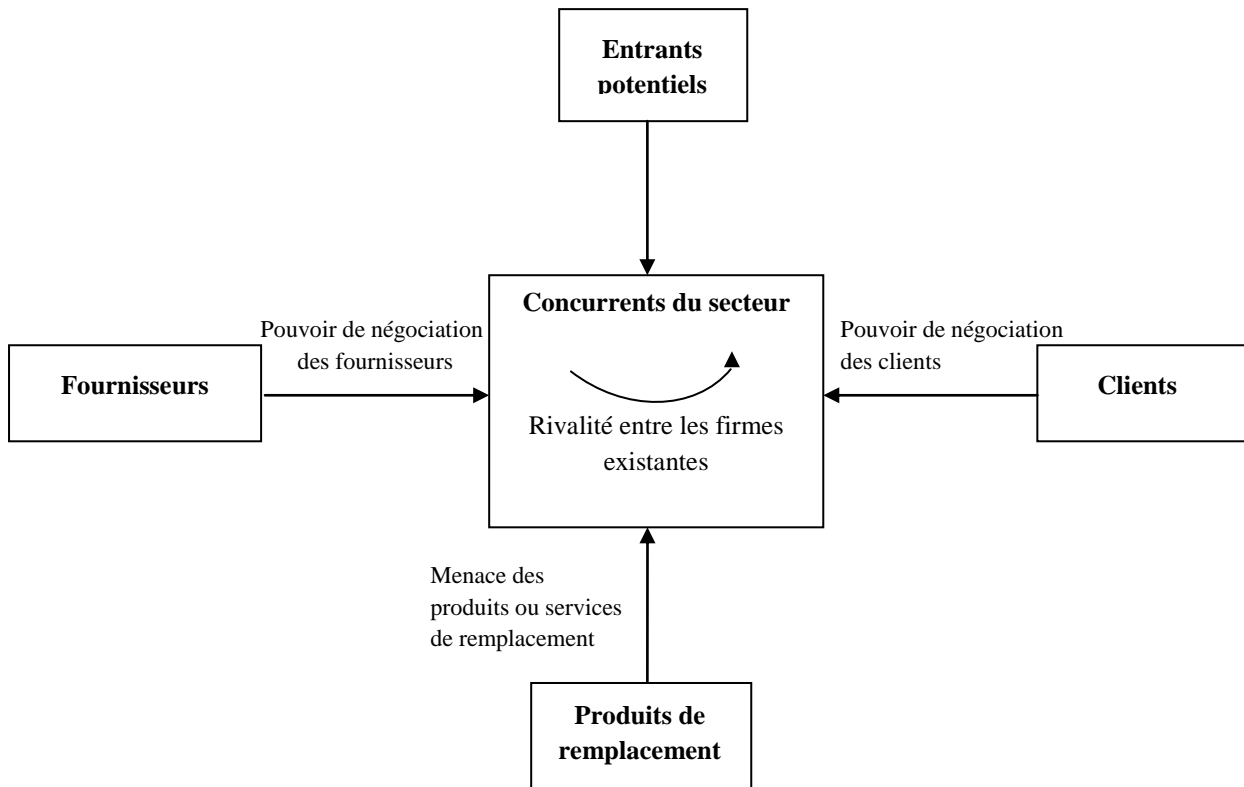 Entrants
potentiels
Concurrents du secteur
Pouvoir de négociation
des fournisseurs
Pouvoir de négociation
des clients
Fournisseurs
Clients
Rivalité entre les firmes
existantes
Menace des
produits ou services
de remplacement
Produits de
remplacement